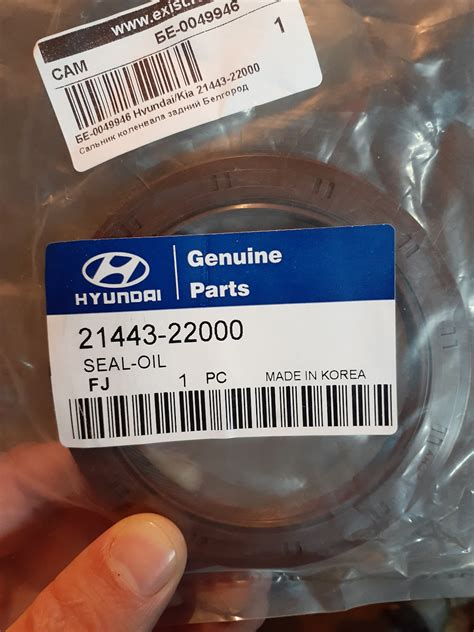 www.exist.r
БЕ-0049946
САМ
1
БЕ-0049946 Hyundai/Kia 21443-22000
Сальник коленвала задний Белгород
HYUNDAI
Genuine
Parts
21443-22000
SEAL-OIL
FJ 1 PC MADE IN KOREA